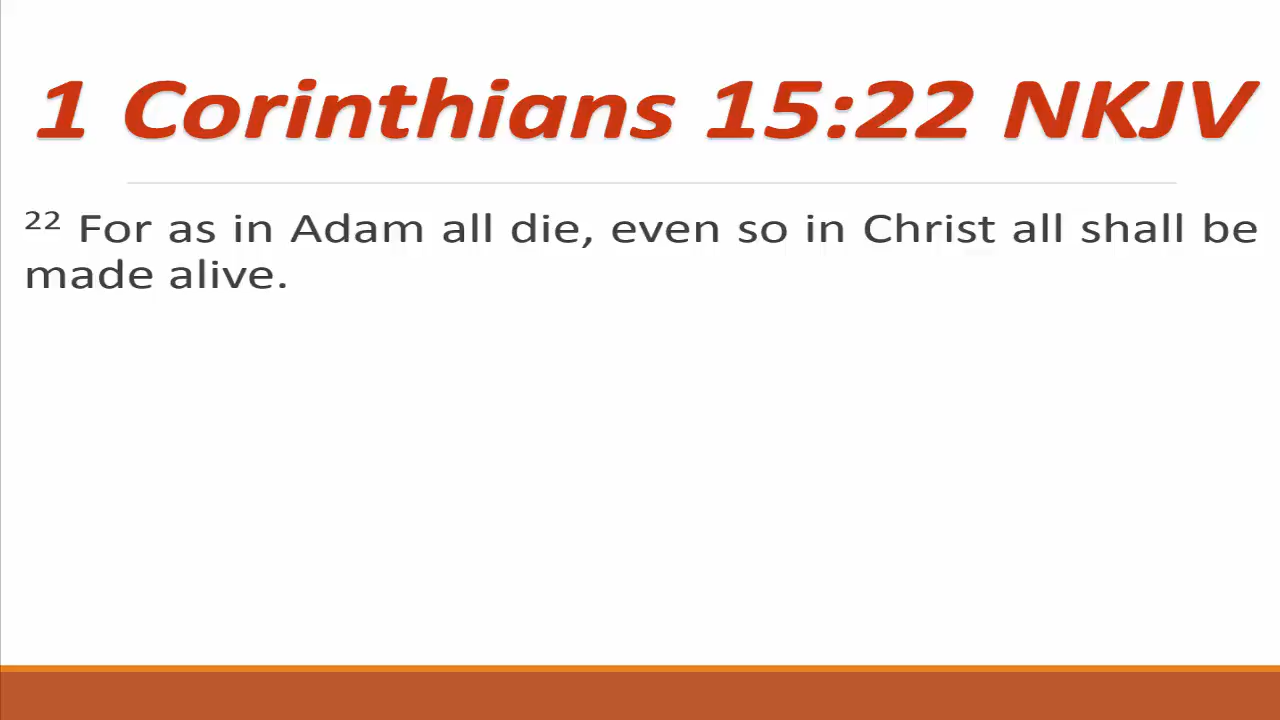 1 Corinthians 15:22 NKJV
22 For as in Adam all die, even so in Christ all shall be
made alive.